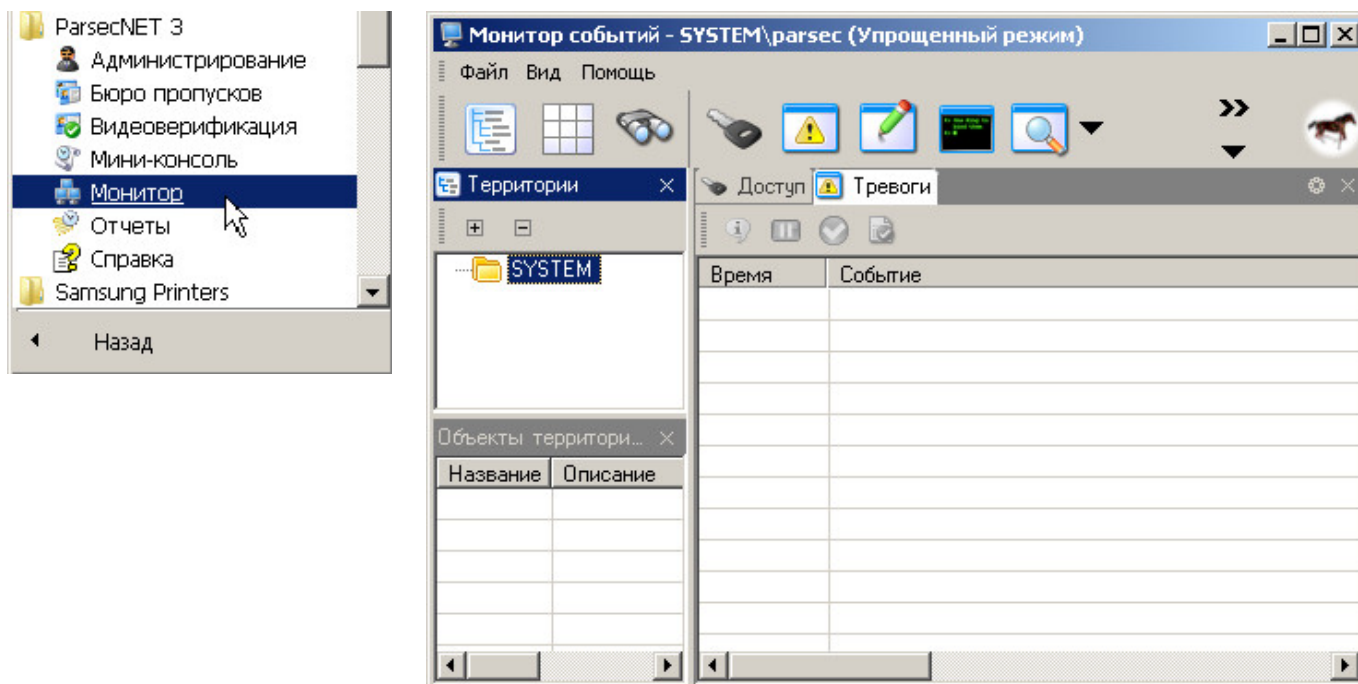 ParsecNET 3
Администрирование
Бюро пропусков
Видеоверификация
Мини-консоль
Монитор
Отчеты
Справка
Samsung Printers
Назад
Монитор событий - SYSTEM\parsec (Упрощенный режим)
Файл Вид Помощь
Территории
SYSTEM
Объекты территори...
Название Описание
Доступ Тревоги
Время Событие